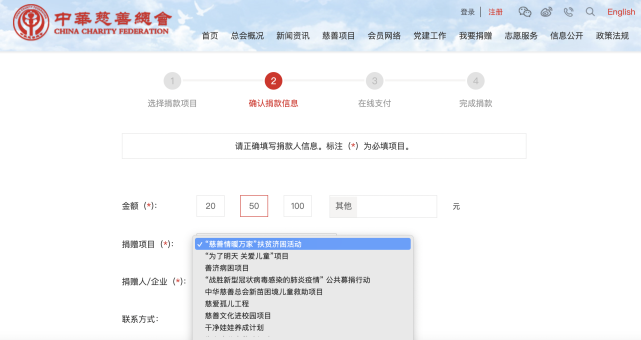 中華慈善總會
CHINA CHARITY FEDERATION
登录 | 注册
English
首页 总会概况 新闻资讯 慈善项目 会员网络 党建工作 我要捐赠 志愿服务 信息公开 政策法规
1 2 3 4
选择捐款项目 确认捐款信息 在线支付 完成捐款
请正确填写捐款人信息。标注（*）为必填项目。
金额（*）： 20 50 100 其他 元
捐赠项目（*）：
✓ “慈善情暖万家”扶贫济困活动
“为了明天 关爱儿童”项目
善济病困项目
“战胜新型冠状病毒感染的肺炎疫情” 公共募捐行动
捐赠人/企业（*）：
中华慈善总会新苗困境儿童救助项目
慈爱孤儿工程
慈善文化进校园项目
联系方式：
干净娃娃养成计划